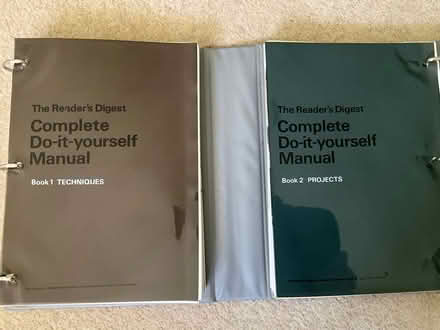 The Reader's Digest
Complete
Do-it-yourself
Manual
Book 1 TECHNIQUES
The Reader's Digest
Complete
Do-it-yourself
Manual
Book 2 PROJECTS